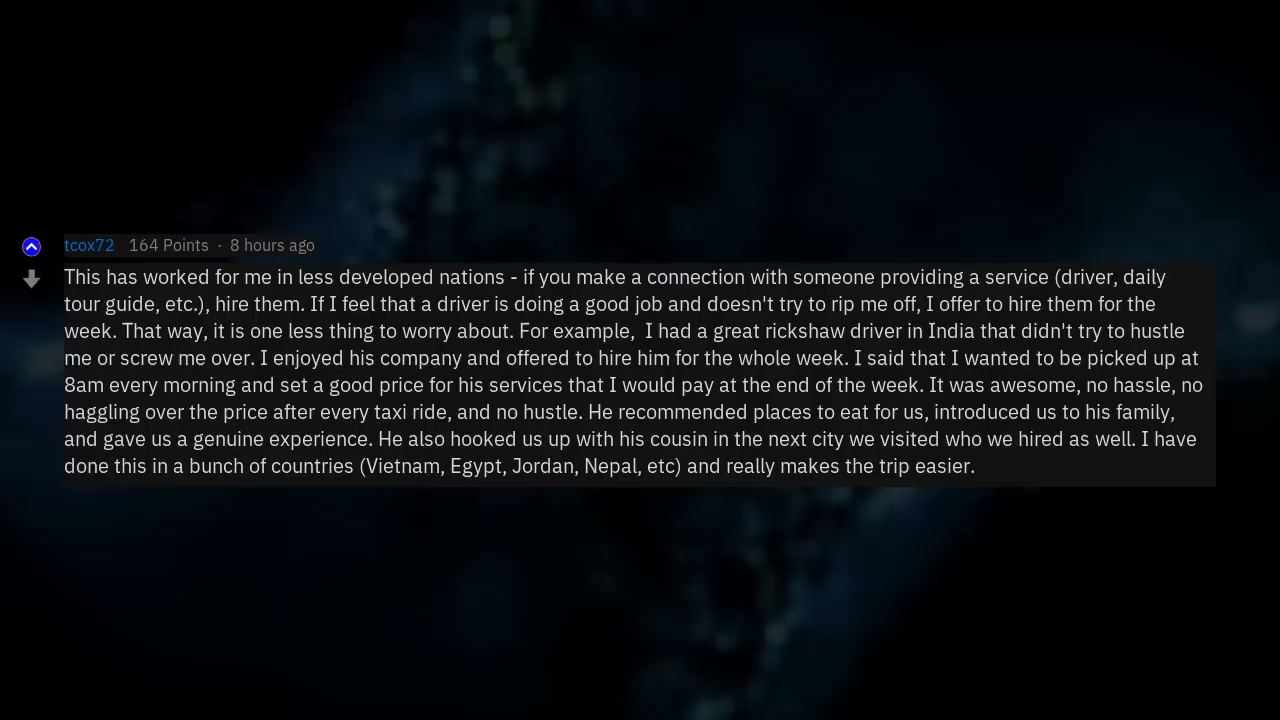 tcox72 164 Points · 8 hours ago
This has worked for me in less developed nations - if you make a connection with someone providing a service (driver, daily
tour guide, etc.), hire them. If I feel that a driver is doing a good job and doesn't try to rip me off, I offer to hire them for the
week. That way, it is one less thing to worry about. For example,  I had a great rickshaw driver in India that didn't try to hustle
me or screw me over. I enjoyed his company and offered to hire him for the whole week. I said that I wanted to be picked up at
8am every morning and set a good price for his services that I would pay at the end of the week. It was awesome, no hassle, no
haggling over the price after every taxi ride, and no hustle. He recommended places to eat for us, introduced us to his family,
and gave us a genuine experience. He also hooked us up with his cousin in the next city we visited who we hired as well. I have
done this in a bunch of countries (Vietnam, Egypt, Jordan, Nepal, etc) and really makes the trip easier.